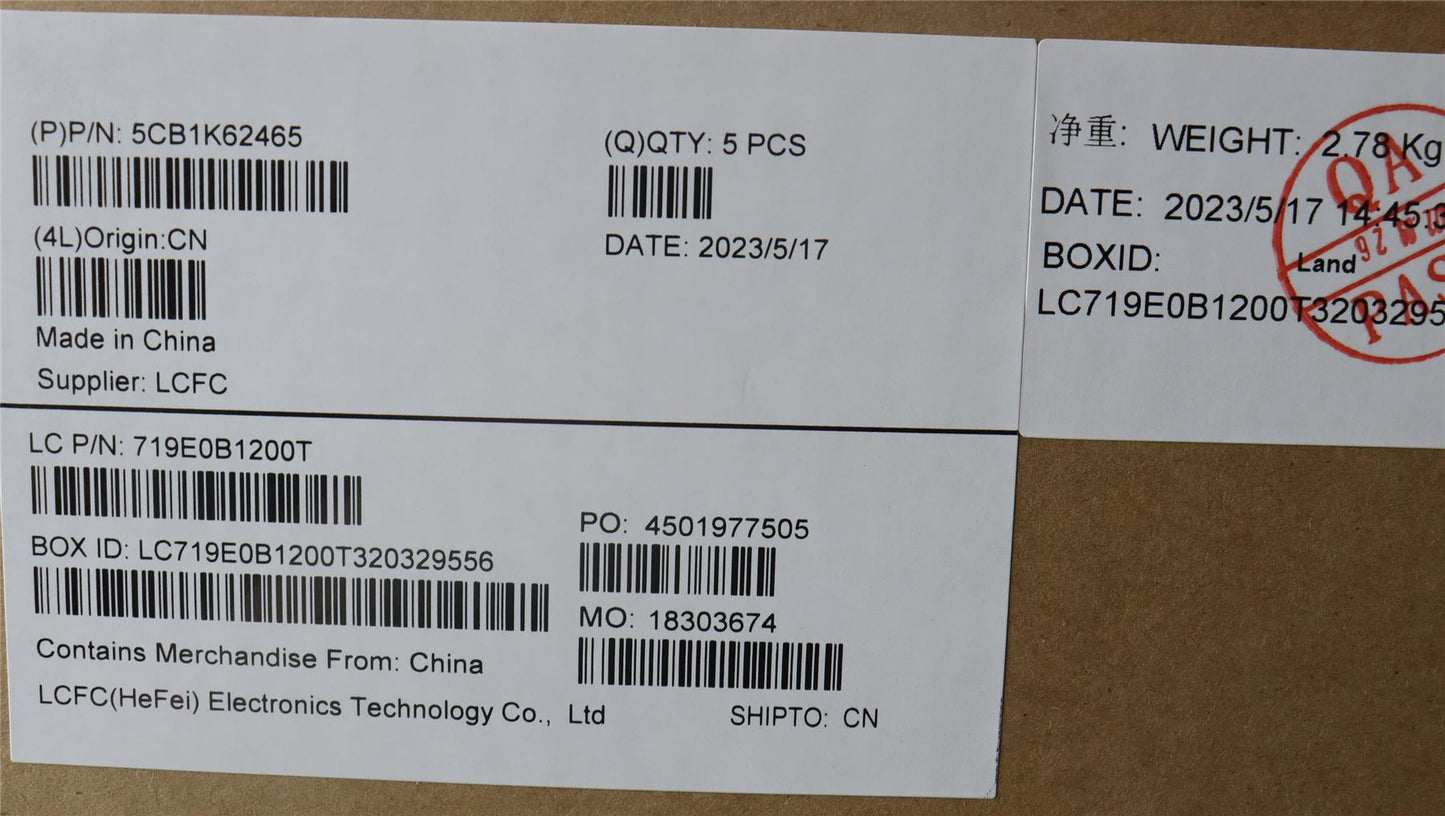 (P)P/N: 5CB1K62465
(Q)QTY: 5 PCS
(4L)Origin:CN
DATE: 2023/5/17
Made in China
Supplier: LCFC
LC P/N: 719E0B1200T
PO: 4501977505
BOX ID: LC719E0B1200T320329556
MO: 18303674
Contains Merchandise From: China
LCFC(HeFei) Electronics Technology Co., Ltd
SHIPTO: CN
净重: WEIGHT: 2.78 Kg
DATE: 2023/5/17 14:45:3
BOXID:
Land
LC719E0B1200T3203295
QA
PAS